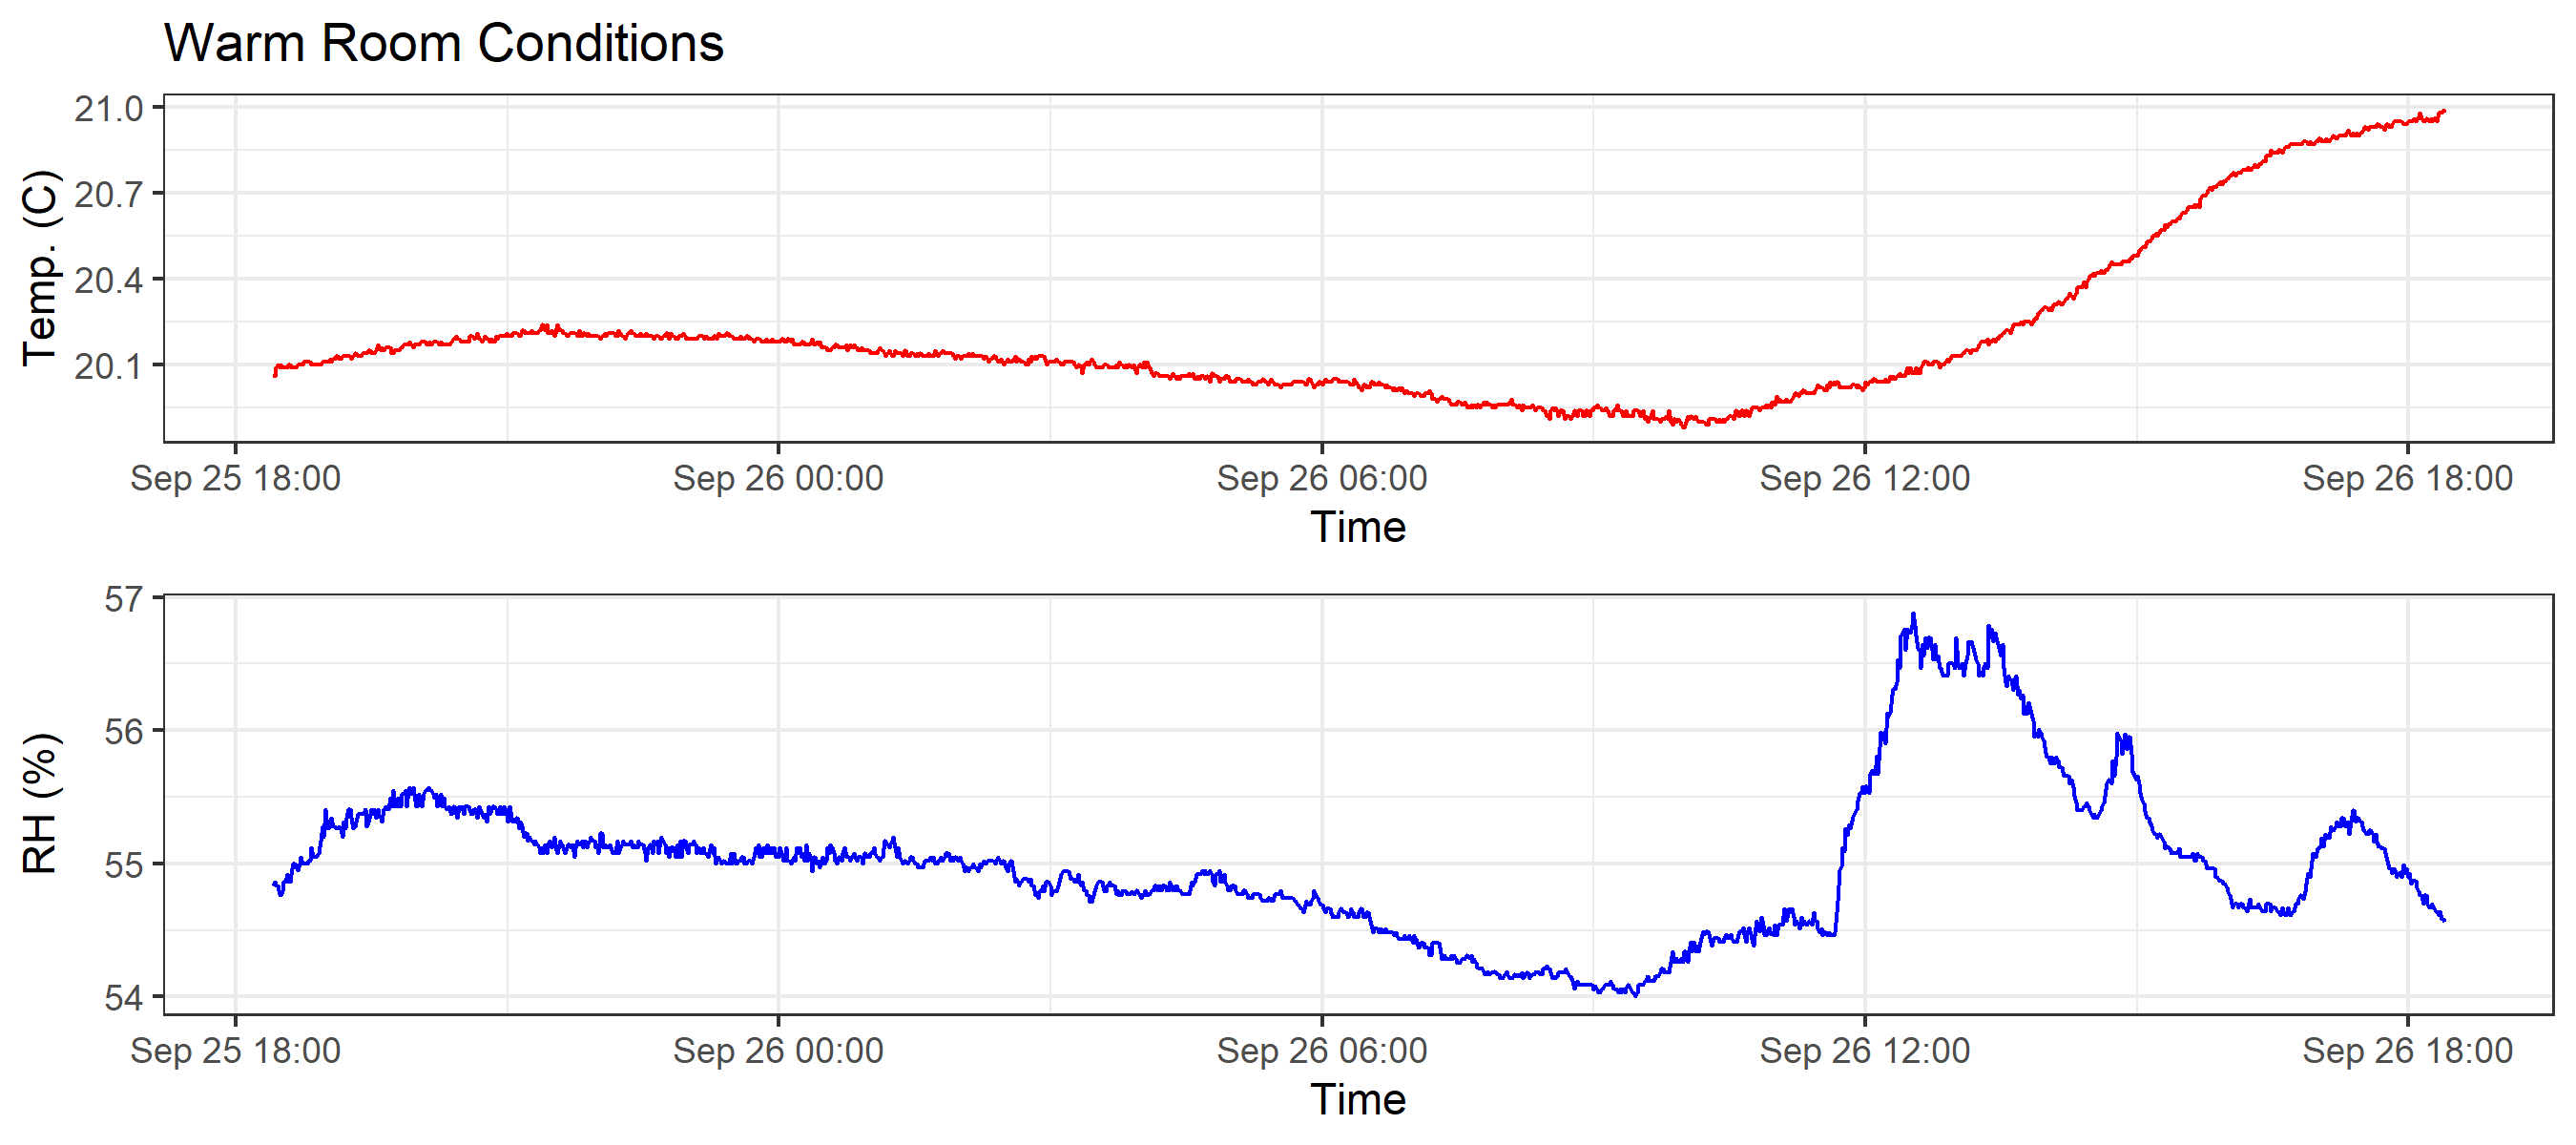 Warm Room Conditions
21.0
20.7
20.4
20.1
Temp. (C)
Sep 25 18:00 Sep 26 00:00 Sep 26 06:00 Sep 26 12:00 Sep 26 18:00
Time
57
56
55
54
RH (%)
Sep 25 18:00 Sep 26 00:00 Sep 26 06:00 Sep 26 12:00 Sep 26 18:00
Time